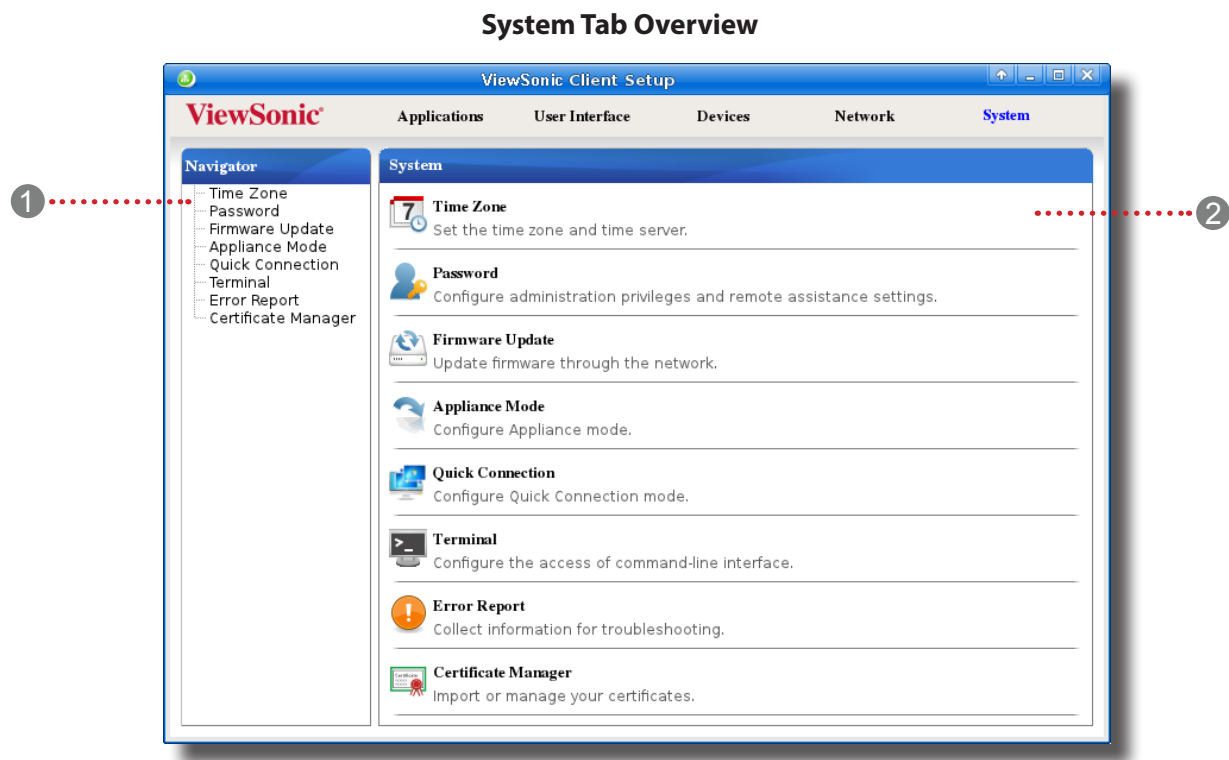 System Tab Overview
ViewSonic Client Setup
ViewSonic®
Applications User Interface Devices Network System
Navigator
Time Zone
Password
Firmware Update
Appliance Mode
Quick Connection
Terminal
Error Report
Certificate Manager
1
System
7
Time Zone
Set the time zone and time server.
2
Password
Configure administration privileges and remote assistance settings.
Firmware Update
Update firmware through the network.
Appliance Mode
Configure Appliance mode.
Quick Connection
Configure Quick Connection mode.
>_
Terminal
Configure the access of command-line interface.
!
Error Report
Collect information for troubleshooting.
Certificate
Certificate Manager
Import or manage your certificates.